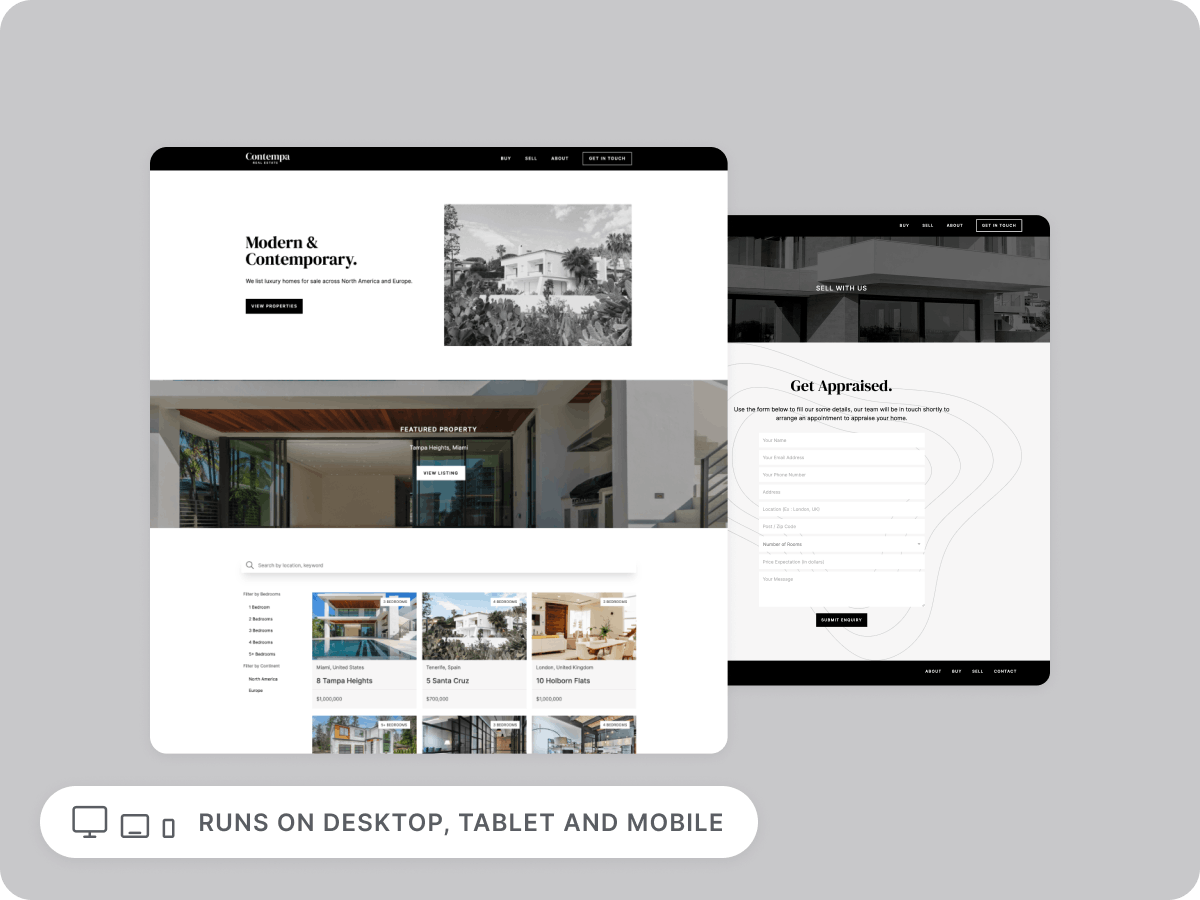 Contempa
REAL ESTATE
BUY SELL ABOUT GET IN TOUCH
Modern &
Contemporary.
We list luxury homes for sale across North America and Europe.
VIEW PROPERTIES
FEATURED PROPERTY
Tampa Heights, Miami
VIEW LISTING
Search by location, keyword
Filter by Bedrooms
1 Bedroom
2 Bedrooms
3 Bedrooms
4 Bedrooms
5+ Bedrooms
Filter by Continent
North America
Europe
5 BEDROOMS
Miami, United States
8 Tampa Heights
$1,000,000
4 BEDROOMS
Tenerife, Spain
5 Santa Cruz
$700,000
3 BEDROOMS
London, United Kingdom
10 Holborn Flats
$1,000,000
5+ BEDROOMS
3 BEDROOMS
4 BEDROOMS
BUY SELL ABOUT GET IN TOUCH
SELL WITH US
Get Appraised.
Use the form below to fill our some details, our team will be in touch shortly to
arrange an appointment to appraise your home.
Your Name
Your Email Address
Your Phone Number
Address
Location (Ex : London, UK)
Post / Zip Code
Number of Rooms
Price Expectation (in dollars)
Your Message
SUBMIT ENQUIRY
ABOUT BUY SELL CONTACT
RUNS ON DESKTOP, TABLET AND MOBILE